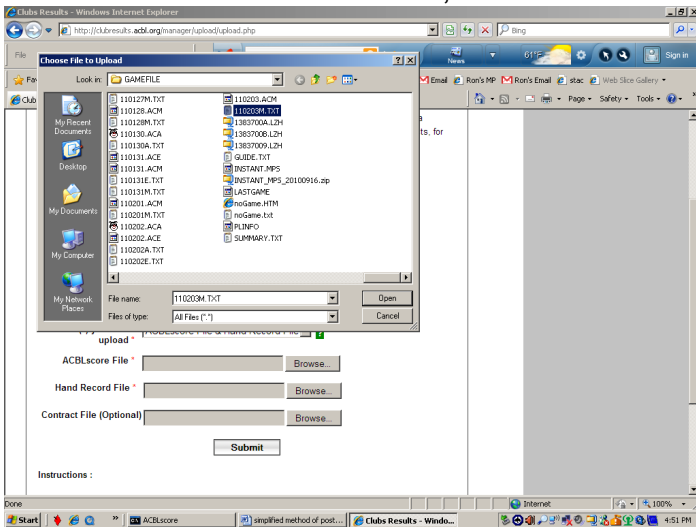 Clubs Results - Windows Internet Explorer
http://clubresults.acbl.org/manager/upload/upload.php
Bing
File
News
61°F
Sign in
Choose File to Upload
Look in: GAMEFILE
My Recent Documents
Desktop
My Documents
My Computer
My Network Places
110127M.TXT
110128.ACM
110128M.TXT
110130.ACA
110130A.TXT
110131.ACE
110131.ACM
110131E.TXT
110131M.TXT
110201.ACM
110201M.TXT
110202.ACA
110202.ACE
110202A.TXT
110202E.TXT
110203.ACM
110203M.TXT
1383700A.LZH
1383700B.LZH
13837009.LZH
GUIDE.TXT
INSTANT.MPS
INSTANT_MPS_20100916.zip
LASTGAME
noGame.HTM
noGame.txt
PLINFO
SUMMARY.TXT
File name: 110203M.TXT Open
Files of type: All Files (*.*) Cancel
Email Ron's MP Ron's Email stac Web Slice Gallery
Page Safety Tools
ts, for
upload *
ACBLscore File * Browse...
Hand Record File * Browse...
Contract File (Optional) Browse...
Submit
Instructions :
Done Internet 100%
Start ACBLscore simplified method of post... Clubs Results - Windo... 4:51 PM